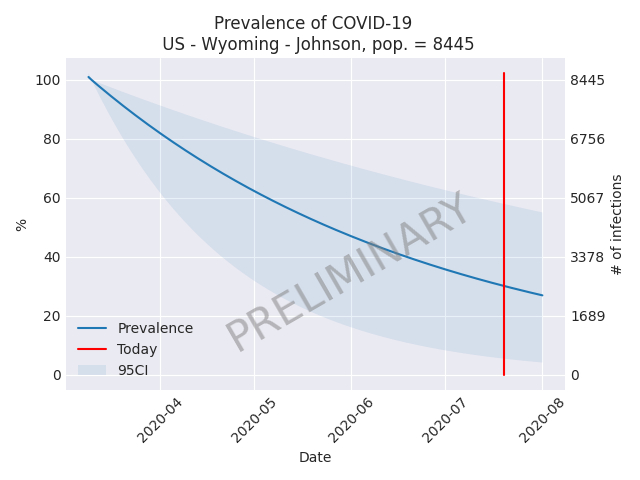 Prevalence of COVID-19
US - Wyoming - Johnson, pop. = 8445
100
80
60
40
20
0
%
8445
6756
5067
3378
1689
0
# of infections
PRELIMINARY
Prevalence
Today
95CI
2020-04
2020-05
2020-06
2020-07
2020-08
Date